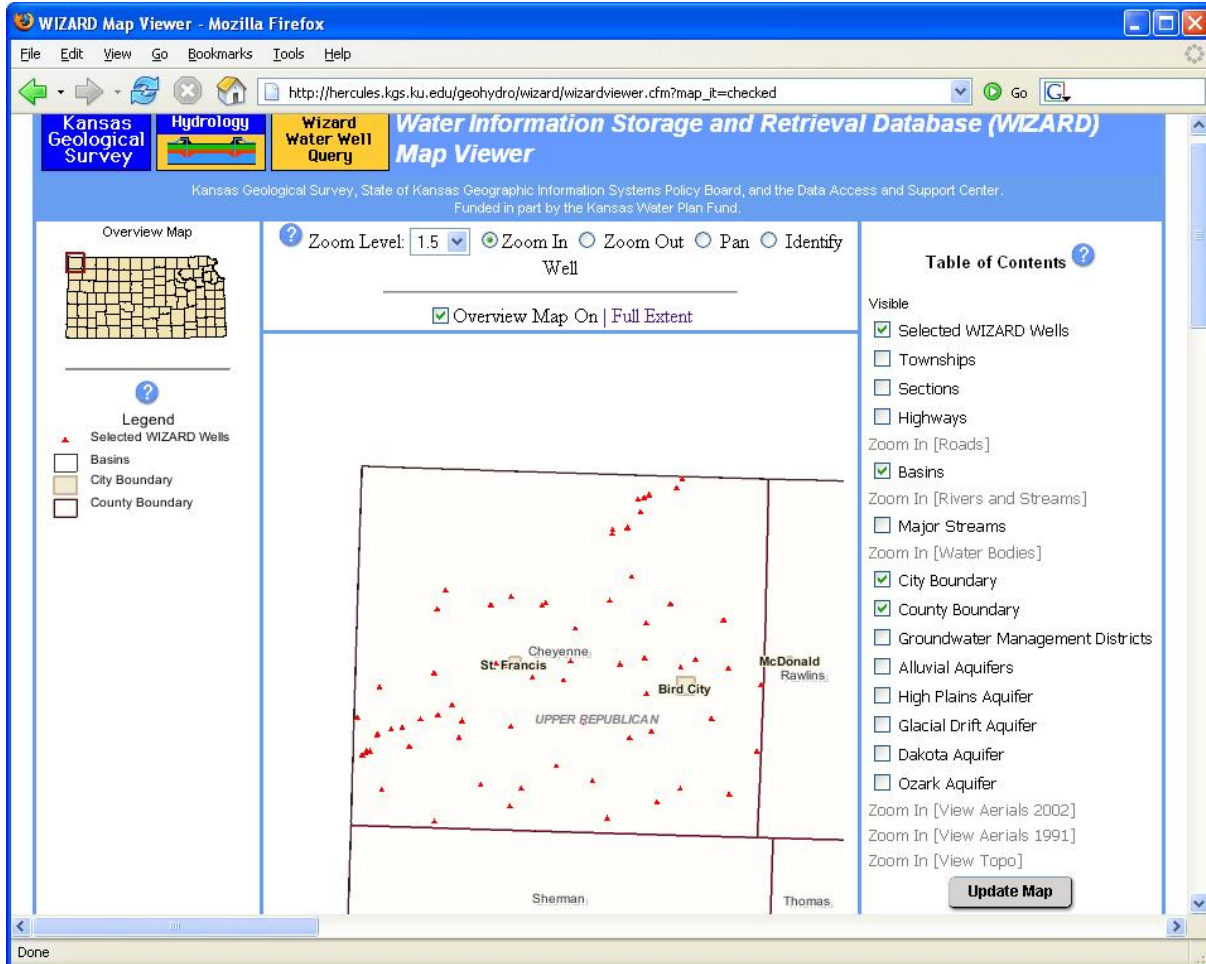 WIZARD Map Viewer - Mozilla Firefox
File Edit View Go Bookmarks Tools Help
http://hercules.kgs.ku.edu/geohydro/wizard/wizardviewer.cfm?map_it=checked
Go
G
Kansas
Geological
Survey
Hydrology
Wizard
Water Well
Query
Water Information Storage and Retrieval Database (WIZARD)
Map Viewer
Kansas Geological Survey, State of Kansas Geographic Information Systems Policy Board, and the Data Access and Support Center.
Funded in part by the Kansas Water Plan Fund.
Overview Map
?
Legend
Selected WIZARD Wells
Basins
City Boundary
County Boundary
? Zoom Level: 1.5 Zoom In Zoom Out Pan Identify
Well
Overview Map On | Full Extent
Cheyenne
St. Francis
Bird City
McDonald
Rawlins
UPPER REPUBLICAN
Sherman
Thomas
Table of Contents ?
Visible
Selected WIZARD Wells
Townships
Sections
Highways
Zoom In [Roads]
Basins
Zoom In [Rivers and Streams]
Major Streams
Zoom In [Water Bodies]
City Boundary
County Boundary
Groundwater Management Districts
Alluvial Aquifers
High Plains Aquifer
Glacial Drift Aquifer
Dakota Aquifer
Ozark Aquifer
Zoom In [View Aerials 2002]
Zoom In [View Aerials 1991]
Zoom In [View Topo]
Update Map
Done